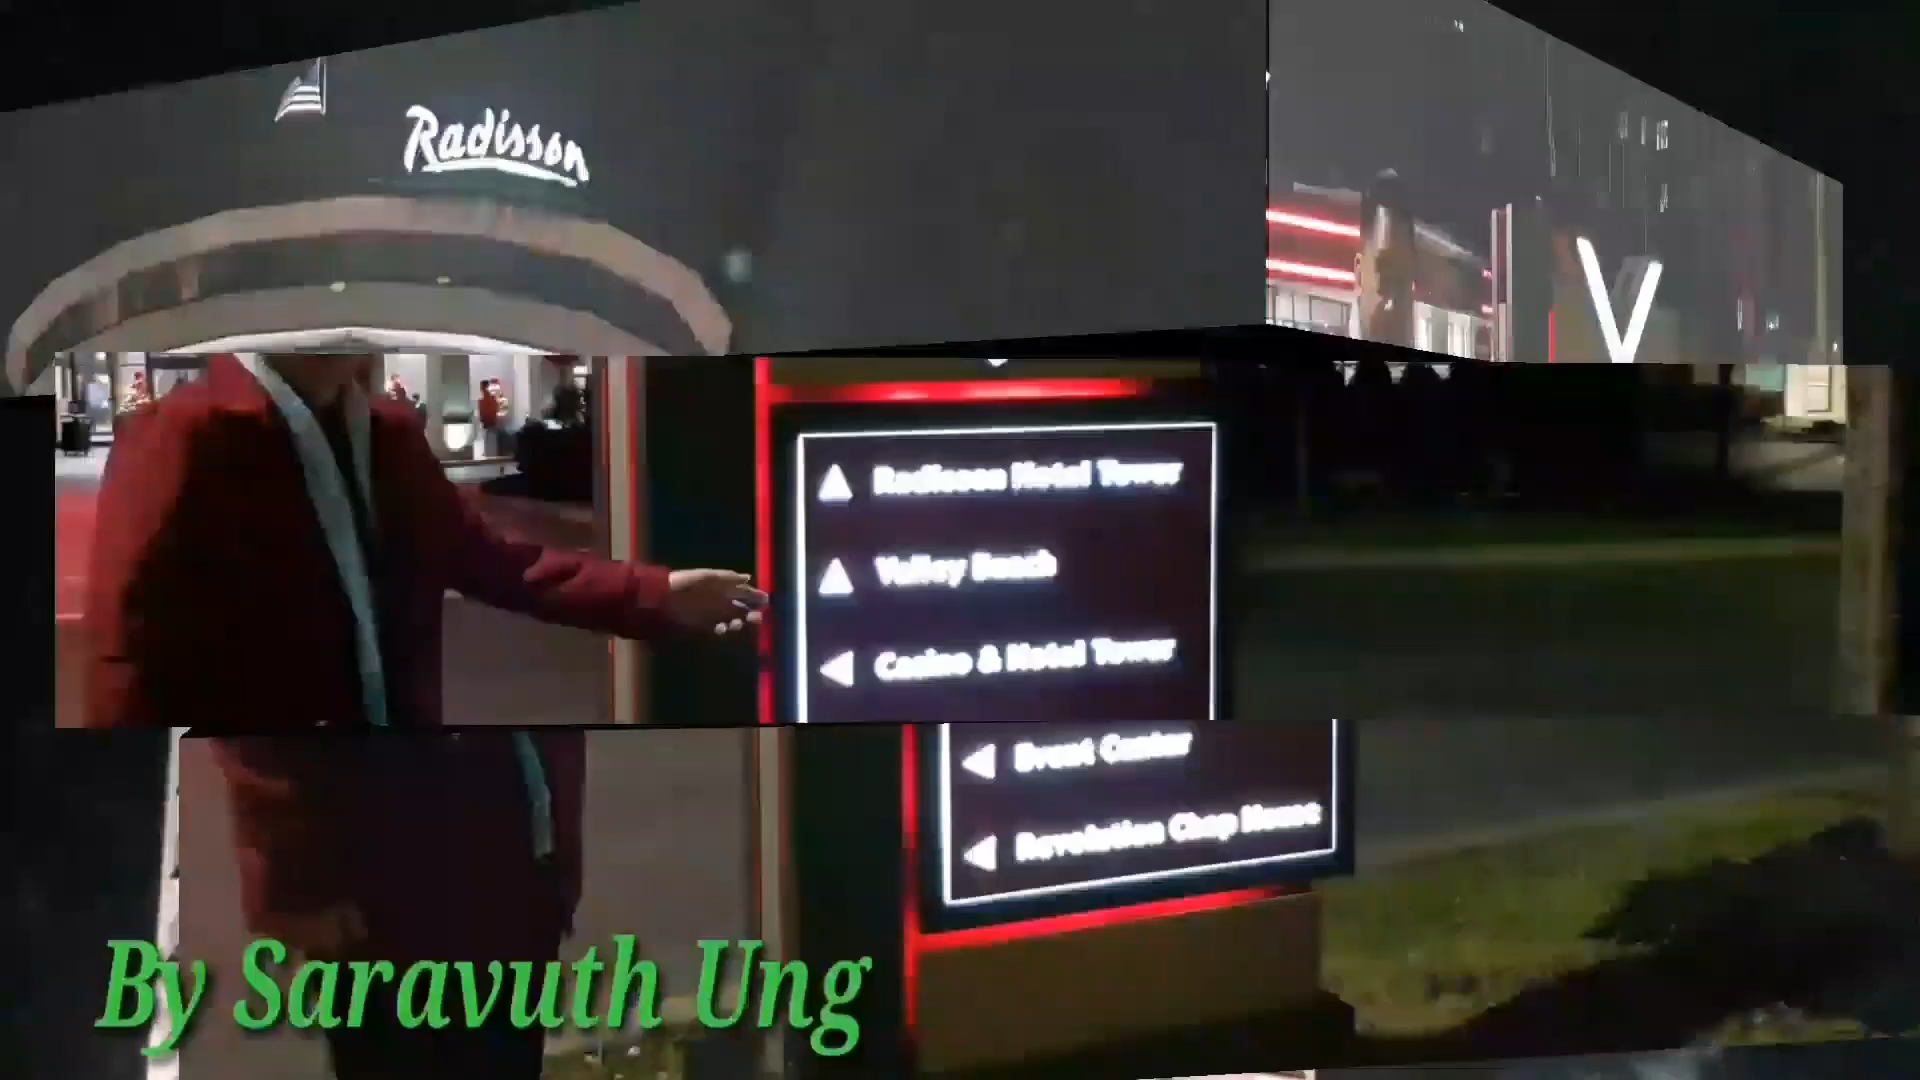 Radisson
V
Radisson Hotel Tower
Valley Beach
Casino & Hotel Tower
Event Center
Revolution Chop House
By Saravuth Ung